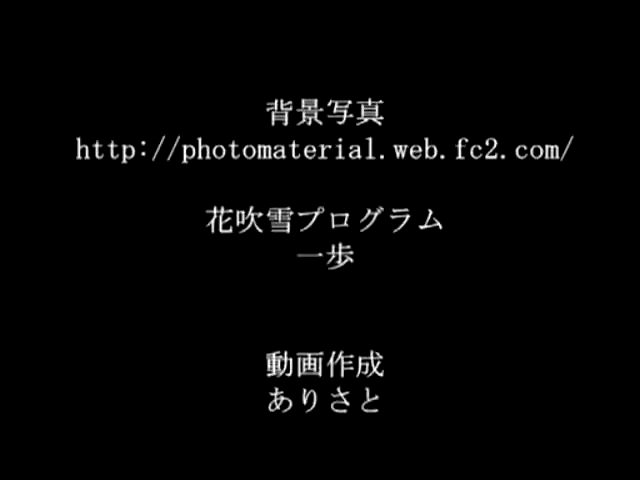 背景写真
http://photomaterial.web.fc2.com/
花吹雪プログラム
一歩
動画作成
ありさと